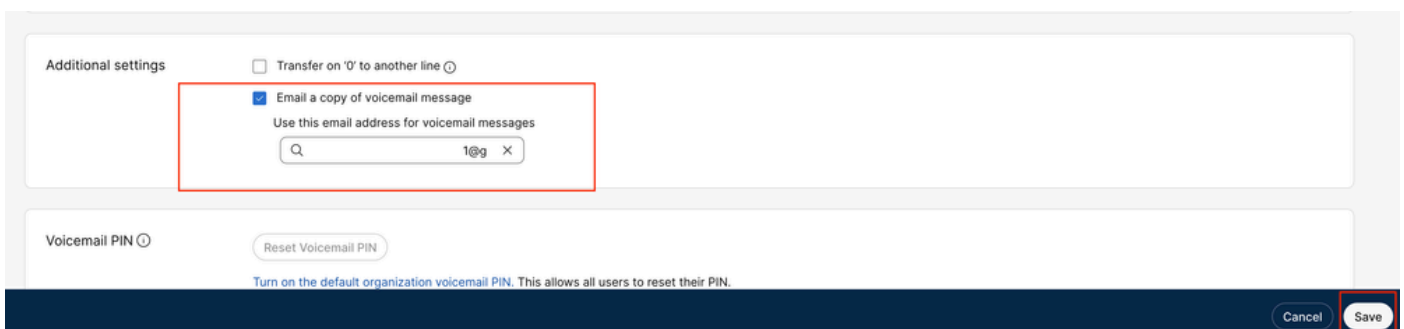 Additional settings
Transfer on '0' to another line
Email a copy of voicemail message
Use this email address for voicemail messages
1@g
Voicemail PIN
Reset Voicemail PIN
Turn on the default organization voicemail PIN. This allows all users to reset their PIN.
Cancel Save